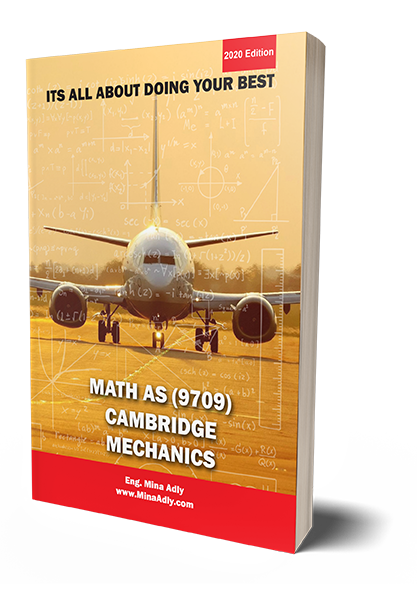 2020 Edition
ITS ALL ABOUT DOING YOUR BEST
MATH AS (9709)
CAMBRIDGE
MECHANICS
Eng. Mina Adly
www.MinaAdly.com